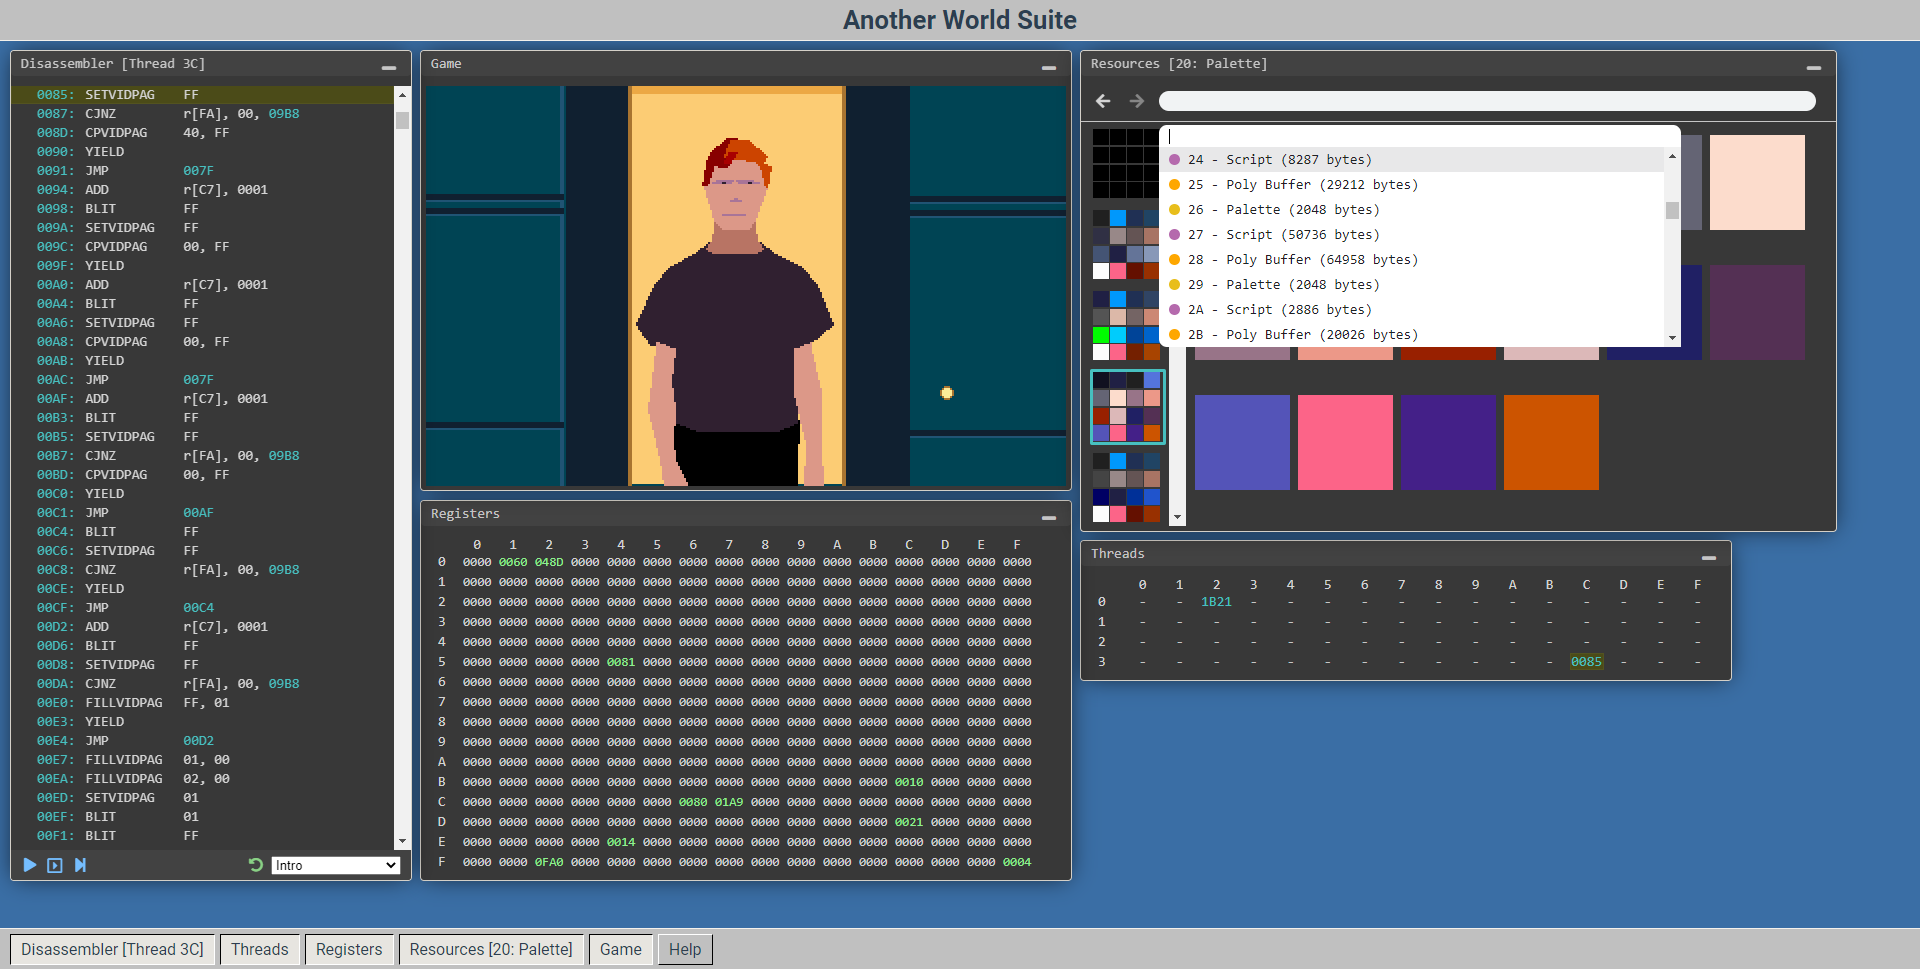 Another World Suite
Disassembler [Thread 3C]
0085: SETVIDPAG FF
0087: CJNZ r[FA], 00, 09B8
008D: CPVIDPAG 40, FF
0090: YIELD
0091: JMP 007F
0094: ADD r[C7], 0001
0098: BLIT FF
009A: SETVIDPAG FF
009C: CPVIDPAG 00, FF
009F: YIELD
00A0: ADD r[C7], 0001
00A4: BLIT FF
00A6: SETVIDPAG FF
00A8: CPVIDPAG 00, FF
00AB: YIELD
00AC: JMP 007F
00AF: ADD r[C7], 0001
00B3: BLIT FF
00B5: SETVIDPAG FF
00B7: CJNZ r[FA], 00, 09B8
00BD: CPVIDPAG 00, FF
00C0: YIELD
00C1: JMP 00AF
00C4: BLIT FF
00C6: SETVIDPAG FF
00C8: CJNZ r[FA], 00, 09B8
00CE: YIELD
00CF: JMP 00C4
00D2: ADD r[C7], 0001
00D6: BLIT FF
00D8: SETVIDPAG FF
00DA: CJNZ r[FA], 00, 09B8
00E0: FILLVIDPAG FF, 01
00E3: YIELD
00E4: JMP 00D2
00E7: FILLVIDPAG 01, 00
00EA: FILLVIDPAG 02, 00
00ED: SETVIDPAG 01
00EF: BLIT 01
00F1: BLIT FF
Intro
Game
Registers
0 1 2 3 4 5 6 7 8 9 A B C D E F
0 0000 0060 048D 0000 0000 0000 0000 0000 0000 0000 0000 0000 0000 0000 0000 0000
1 0000 0000 0000 0000 0000 0000 0000 0000 0000 0000 0000 0000 0000 0000 0000 0000
2 0000 0000 0000 0000 0000 0000 0000 0000 0000 0000 0000 0000 0000 0000 0000 0000
3 0000 0000 0000 0000 0000 0000 0000 0000 0000 0000 0000 0000 0000 0000 0000 0000
4 0000 0000 0000 0000 0000 0000 0000 0000 0000 0000 0000 0000 0000 0000 0000 0000
5 0000 0000 0000 0000 0081 0000 0000 0000 0000 0000 0000 0000 0000 0000 0000 0000
6 0000 0000 0000 0000 0000 0000 0000 0000 0000 0000 0000 0000 0000 0000 0000 0000
7 0000 0000 0000 0000 0000 0000 0000 0000 0000 0000 0000 0000 0000 0000 0000 0000
8 0000 0000 0000 0000 0000 0000 0000 0000 0000 0000 0000 0000 0000 0000 0000 0000
9 0000 0000 0000 0000 0000 0000 0000 0000 0000 0000 0000 0000 0000 0000 0000 0000
A 0000 0000 0000 0000 0000 0000 0000 0000 0000 0000 0000 0000 0000 0000 0000 0000
B 0000 0000 0000 0000 0000 0000 0000 0000 0000 0000 0000 0000 0010 0000 0000 0000
C 0000 0000 0000 0000 0000 0000 0080 01A9 0000 0000 0000 0000 0000 0000 0000 0000
D 0000 0000 0000 0000 0000 0000 0000 0000 0000 0000 0000 0000 0021 0000 0000 0000
E 0000 0000 0000 0000 0014 0000 0000 0000 0000 0000 0000 0000 0000 0000 0000 0000
F 0000 0000 0FA0 0000 0000 0000 0000 0000 0000 0000 0000 0000 0000 0000 0000 0004
Resources [20: Palette]
24 - Script (8287 bytes)
25 - Poly Buffer (29212 bytes)
26 - Palette (2048 bytes)
27 - Script (50736 bytes)
28 - Poly Buffer (64958 bytes)
29 - Palette (2048 bytes)
2A - Script (2886 bytes)
2B - Poly Buffer (20026 bytes)
Threads
0 1 2 3 4 5 6 7 8 9 A B C D E F
0 - - 1B21 - - - - - - - - - - - - -
1 - - - - - - - - - - - - - - - -
2 - - - - - - - - - - - - - - - -
3 - - - - - - - - - - - - 0085 - - -
Disassembler [Thread 3C] Threads Registers Resources [20: Palette] Game Help